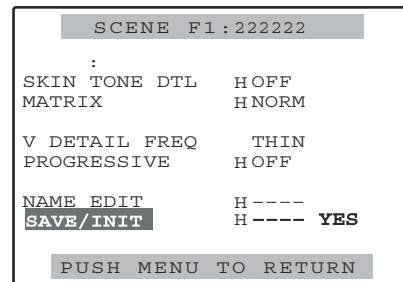 SCENE F1:222222
:
SKIN TONE DTL H OFF
MATRIX H NORM
V DETAIL FREQ THIN
PROGRESSIVE H OFF
NAME EDIT H ----
SAVE/INIT H ---- YES
PUSH MENU TO RETURN